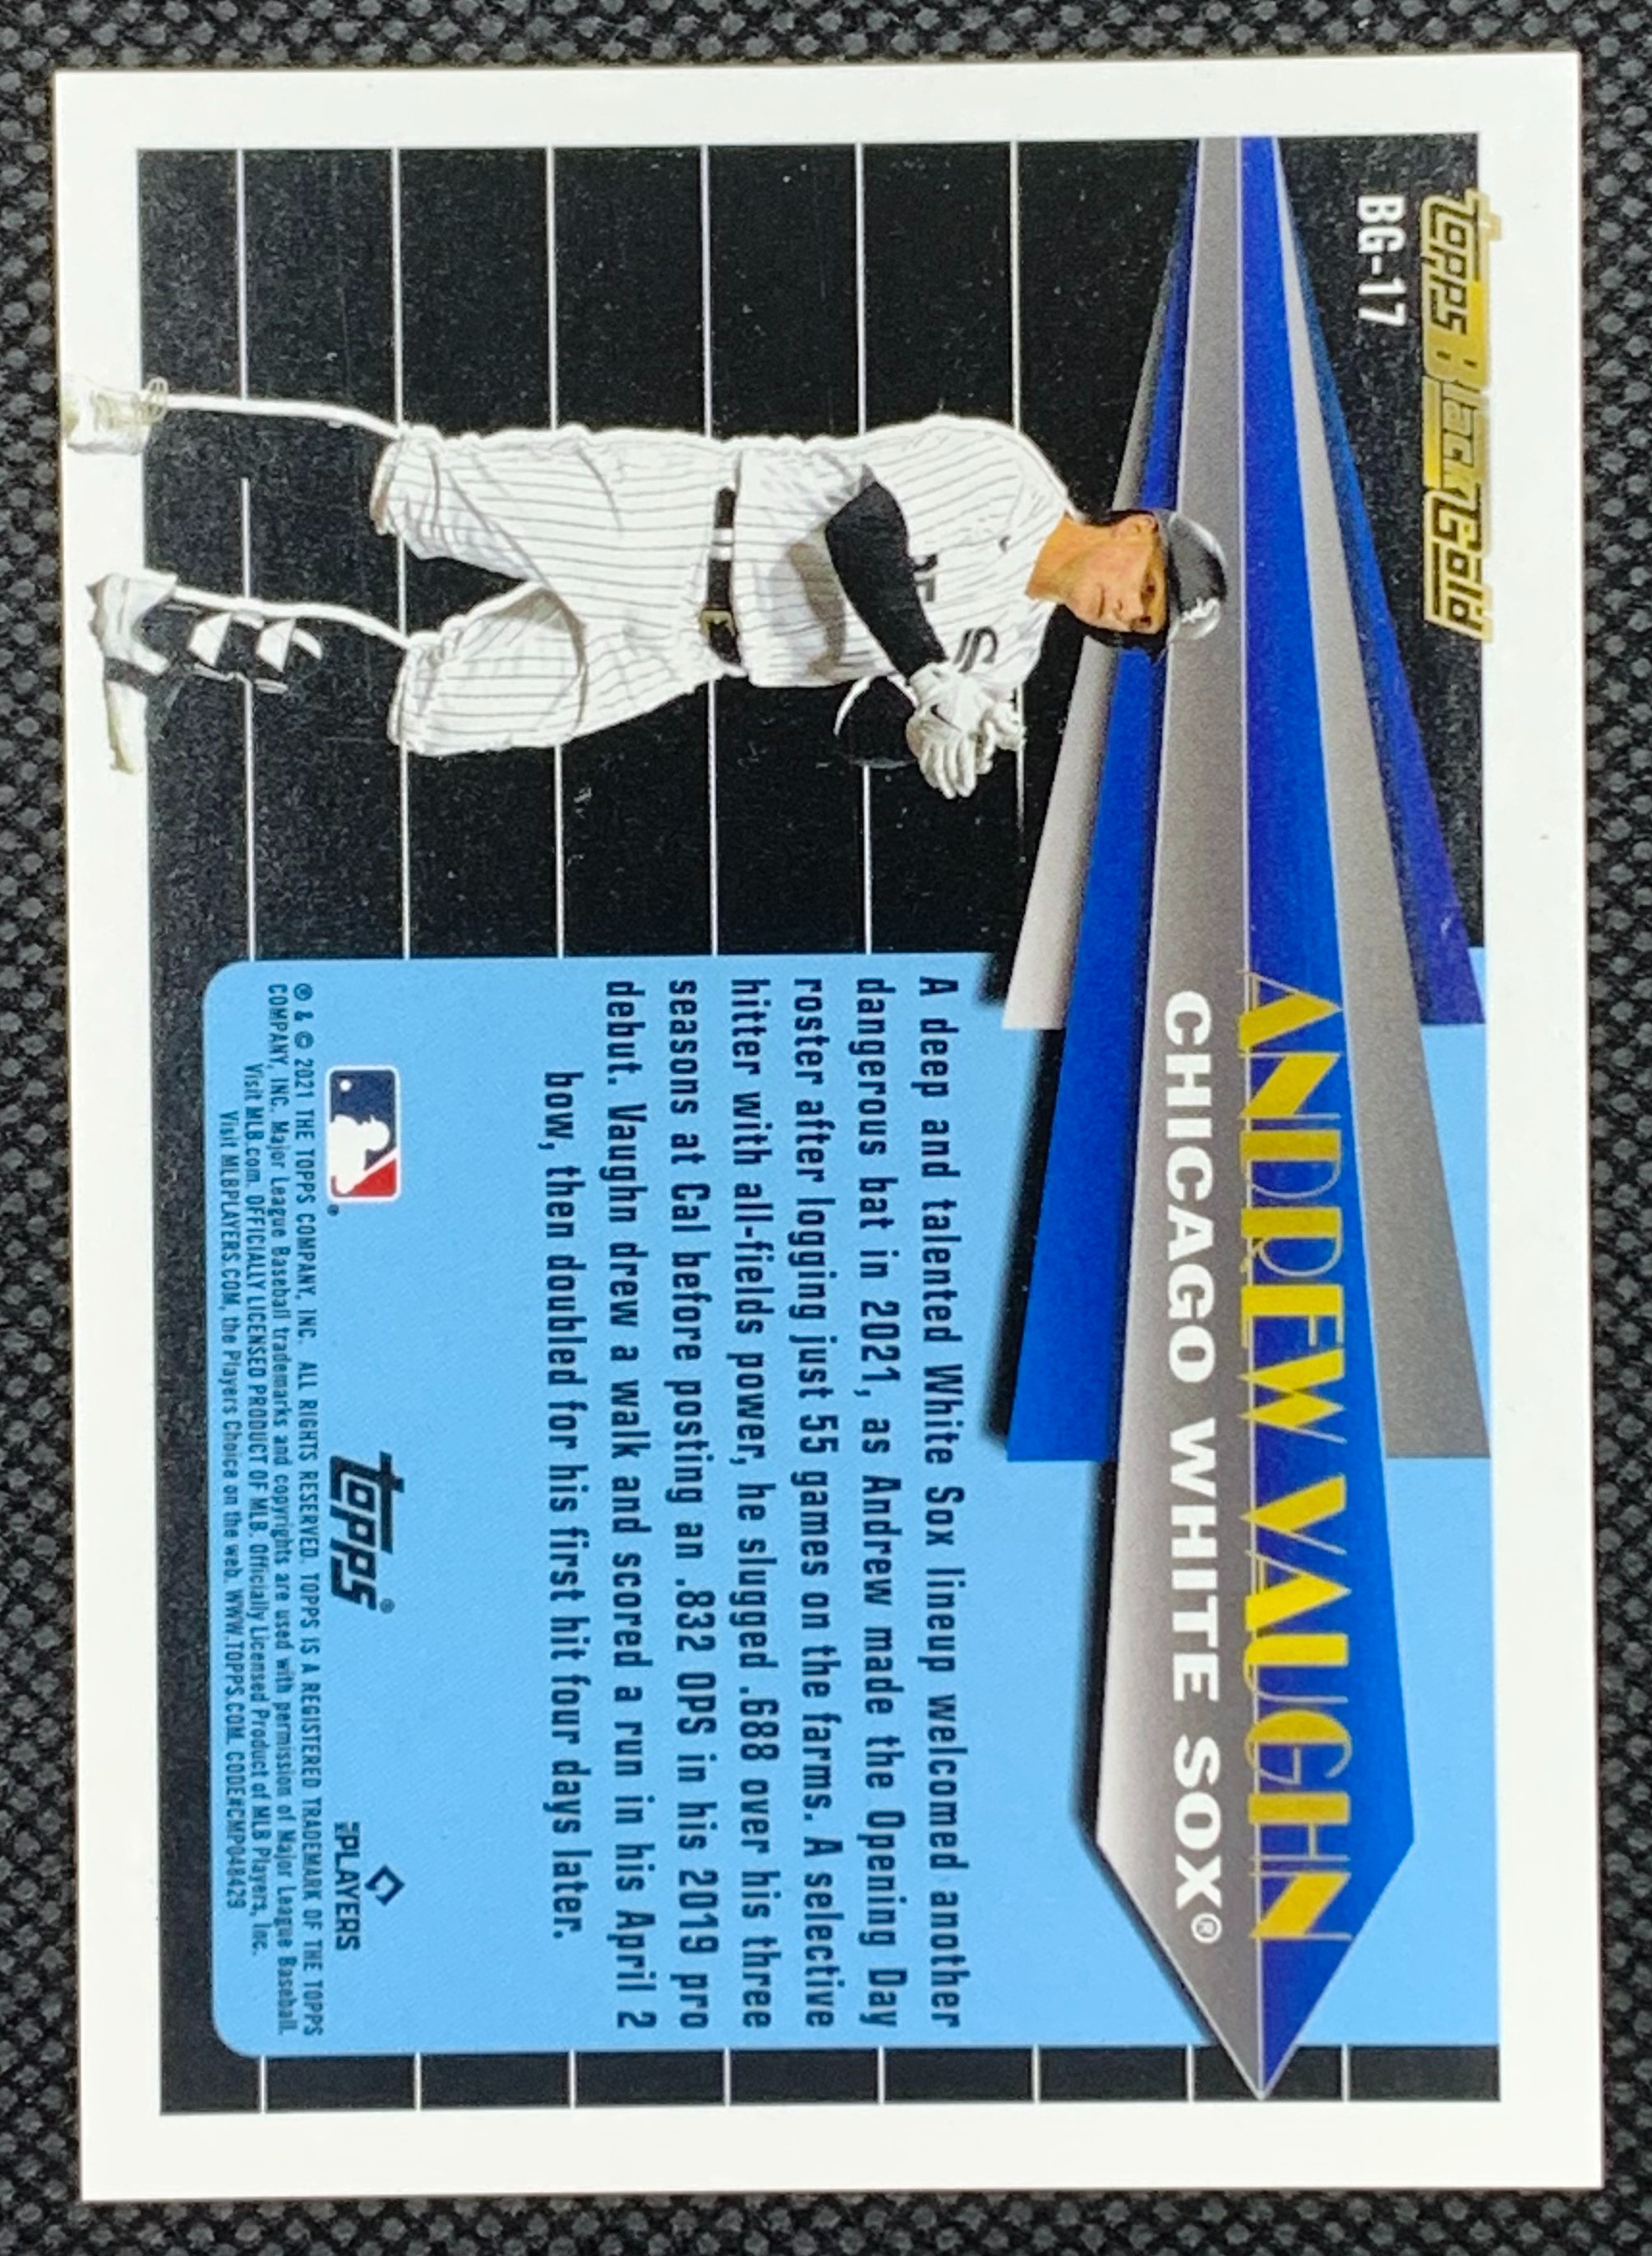 Topps Black Gold
BG-17
ANDREW VAUGHN
CHICAGO WHITE SOX®
A deep and talented White Sox lineup welcomed another
dangerous bat in 2021, as Andrew made the Opening Day
roster after logging just 55 games on the farms. A selective
hitter with all-fields power, he slugged .688 over his three
seasons at Cal before posting an .832 OPS in his 2019 pro
debut. Vaughn drew a walk and scored a run in his April 2
bow, then doubled for his first hit four days later.
topps®
MLB PLAYERS
® & © 2021 THE TOPPS COMPANY, INC. ALL RIGHTS RESERVED. TOPPS IS A REGISTERED TRADEMARK OF THE TOPPS
COMPANY, INC. Major League Baseball trademarks and copyrights are used with permission of Major League Baseball.
Visit MLB.com. OFFICIALLY LICENSED PRODUCT OF MLB. Officially Licensed Product of MLB Players, Inc.
Visit MLBPLAYERS.COM, the Players Choice on the web. WWW.TOPPS.COM. CODE#CMP048429